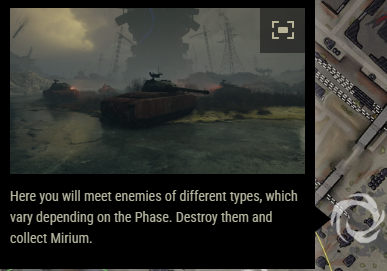 Here you will meet enemies of different types, which
vary depending on the Phase. Destroy them and
collect Mirium.